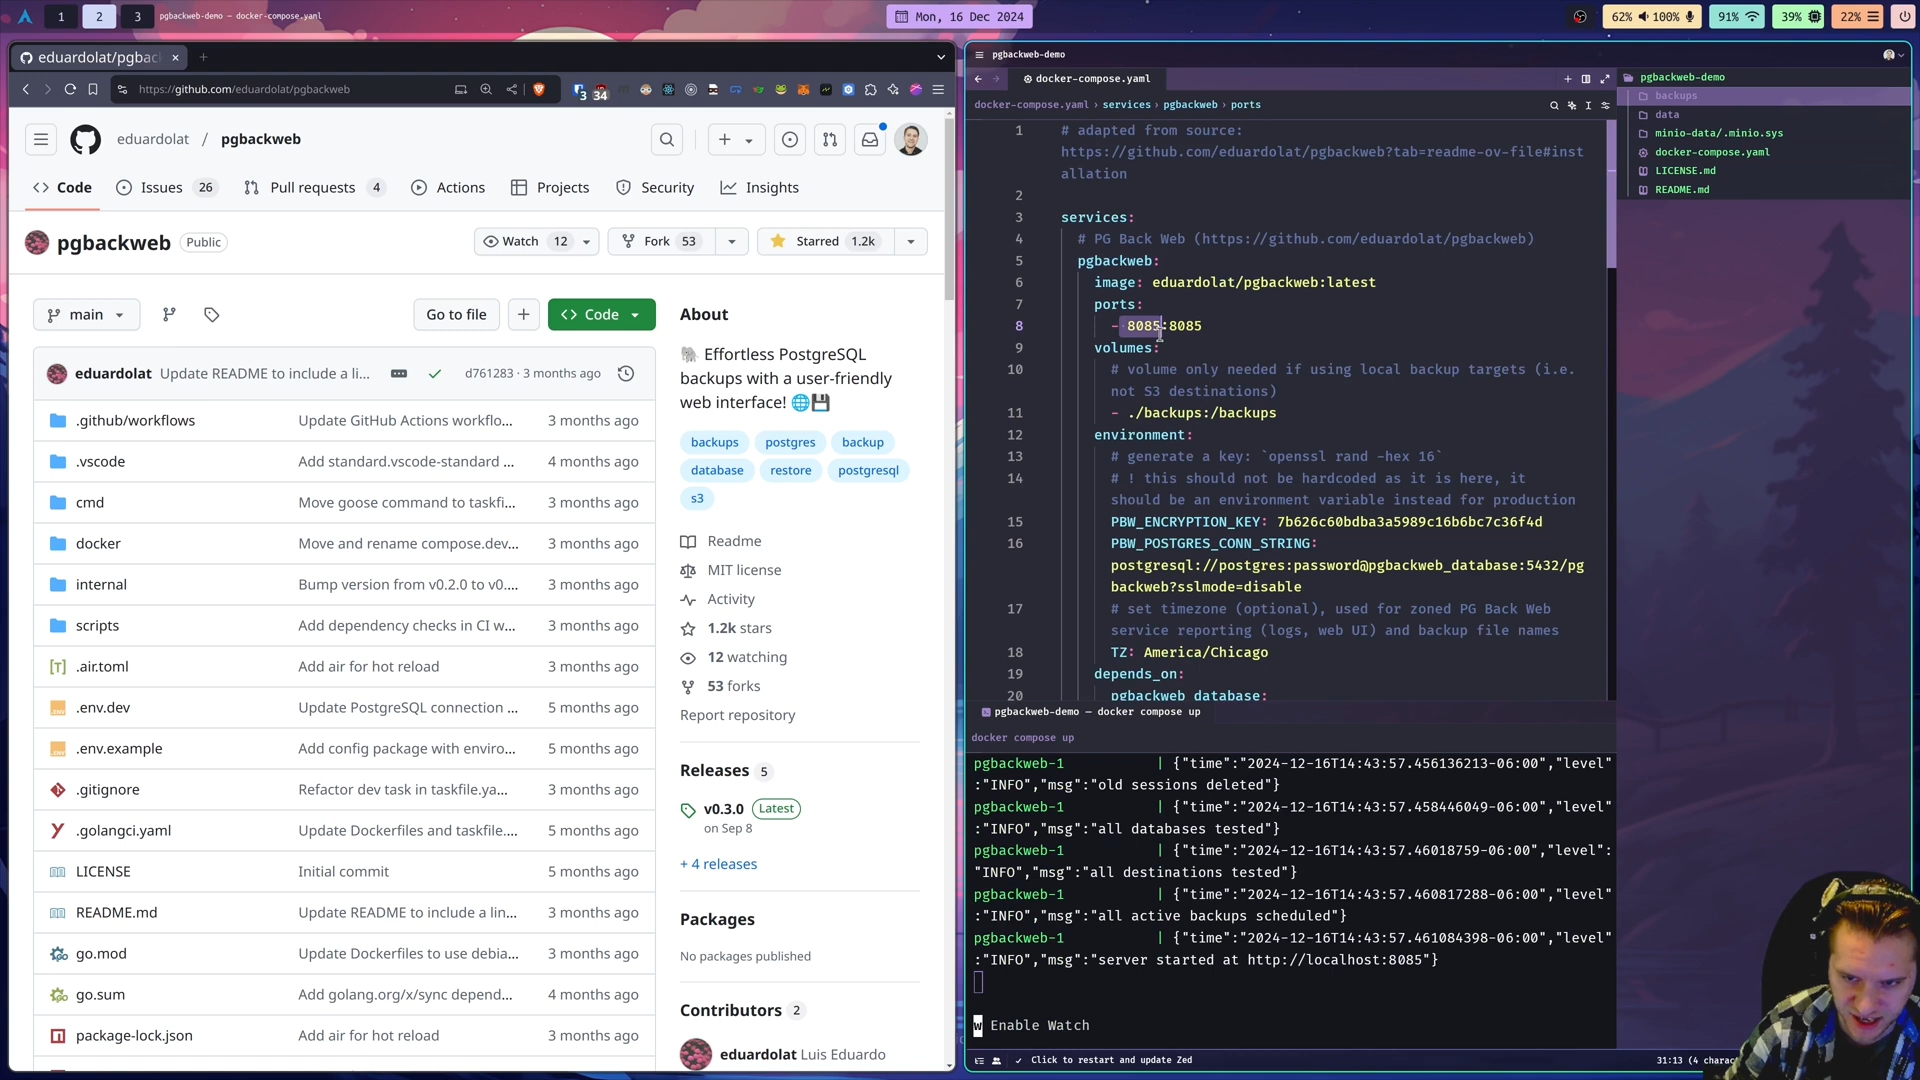 1
2
3
pgbackweb-demo — docker-compose.yaml
Mon, 16 Dec 2024
62%
100%
91%
39%
22%
eduardolat/pgbac
https://github.com/eduardolat/pgbackweb
3
34
eduardolat / pgbackweb
Code
Issues 26
Pull requests 4
Actions
Projects
Security
Insights
pgbackweb Public
Watch 12
Fork 53
Starred 1.2k
main
Go to file
Code
eduardolat Update README to include a li...
d761283 · 3 months ago
.github/workflows Update GitHub Actions workflo... 3 months ago
.vscode Add standard.vscode-standard ... 4 months ago
cmd Move goose command to taskfi... 3 months ago
docker Move and rename compose.dev... 3 months ago
internal Bump version from v0.2.0 to v0.... 3 months ago
scripts Add dependency checks in CI w... 3 months ago
.air.toml Add air for hot reload 3 months ago
.env.dev Update PostgreSQL connection ... 5 months ago
.env.example Add config package with enviro... 5 months ago
.gitignore Refactor dev task in taskfile.ya... 3 months ago
.golangci.yaml Update Dockerfiles and taskfile.... 5 months ago
LICENSE Initial commit 5 months ago
README.md Update README to include a lin... 3 months ago
go.mod Update Dockerfiles to use debia... 3 months ago
go.sum Add golang.org/x/sync depend... 4 months ago
package-lock.json Add air for hot reload 3 months ago
About
🐘 Effortless PostgreSQL
backups with a user-friendly
web interface! 🌐💾
backups postgres backup
database restore postgresql
s3
Readme
MIT license
Activity
1.2k stars
12 watching
53 forks
Report repository
Releases 5
v0.3.0 Latest
on Sep 8
+ 4 releases
Packages
No packages published
Contributors 2
eduardolat Luis Eduardo
pgbackweb-demo
docker-compose.yaml
docker-compose.yaml › services › pgbackweb › ports
1 # adapted from source:
https://github.com/eduardolat/pgbackweb?tab=readme-ov-file#inst
allation
2
3 services:
4 # PG Back Web (https://github.com/eduardolat/pgbackweb)
5 pgbackweb:
6 image: eduardolat/pgbackweb:latest
7 ports:
8 - 8085:8085
9 volumes:
10 # volume only needed if using local backup targets (i.e.
not S3 destinations)
11 - ./backups:/backups
12 environment:
13 # generate a key: `openssl rand -hex 16`
14 # ! this should not be hardcoded as it is here, it
should be an environment variable instead for production
15 PBW_ENCRYPTION_KEY: 7b626c60bdba3a5989c16b6bc7c36f4d
16 PBW_POSTGRES_CONN_STRING:
postgresql://postgres:password@pgbackweb_database:5432/pg
backweb?sslmode=disable
17 # set timezone (optional), used for zoned PG Back Web
service reporting (logs, web UI) and backup file names
18 TZ: America/Chicago
19 depends_on:
20 pgbackweb_database:
pgbackweb-demo
backups
data
minio-data/.minio.sys
docker-compose.yaml
LICENSE.md
README.md
pgbackweb-demo — docker compose up
docker compose up
pgbackweb-1 | {"time":"2024-12-16T14:43:57.456136213-06:00","level"
:"INFO","msg":"old sessions deleted"}
pgbackweb-1 | {"time":"2024-12-16T14:43:57.458446049-06:00","level"
:"INFO","msg":"all databases tested"}
pgbackweb-1 | {"time":"2024-12-16T14:43:57.46018759-06:00","level":
"INFO","msg":"all destinations tested"}
pgbackweb-1 | {"time":"2024-12-16T14:43:57.460817288-06:00","level"
:"INFO","msg":"all active backups scheduled"}
pgbackweb-1 | {"time":"2024-12-16T14:43:57.461084398-06:00","level"
:"INFO","msg":"server started at http://localhost:8085"}
w Enable Watch
Click to restart and update Zed
31:13 (4 charac